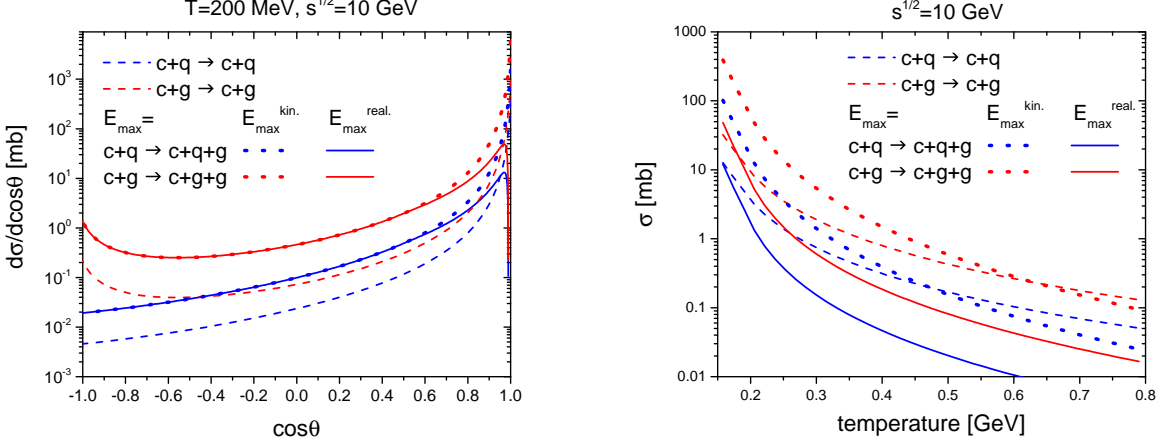 T=200 MeV, s^1/2=10 GeV
c+q → c+q
c+g → c+g
E_max= E_max^kin. E_max^real.
c+q → c+q+g
c+g → c+g+g
dσ/dcosθ [mb]
10^3
10^2
10^1
10^0
10^-1
10^-2
10^-3
-1.0 -0.8 -0.6 -0.4 -0.2 0.0 0.2 0.4 0.6 0.8 1.0
cosθ
s^1/2=10 GeV
c+q → c+q
c+g → c+g
E_max= E_max^kin. E_max^real.
c+q → c+q+g
c+g → c+g+g
σ [mb]
1000
100
10
1
0.1
0.01
0.2 0.3 0.4 0.5 0.6 0.7 0.8
temperature [GeV]